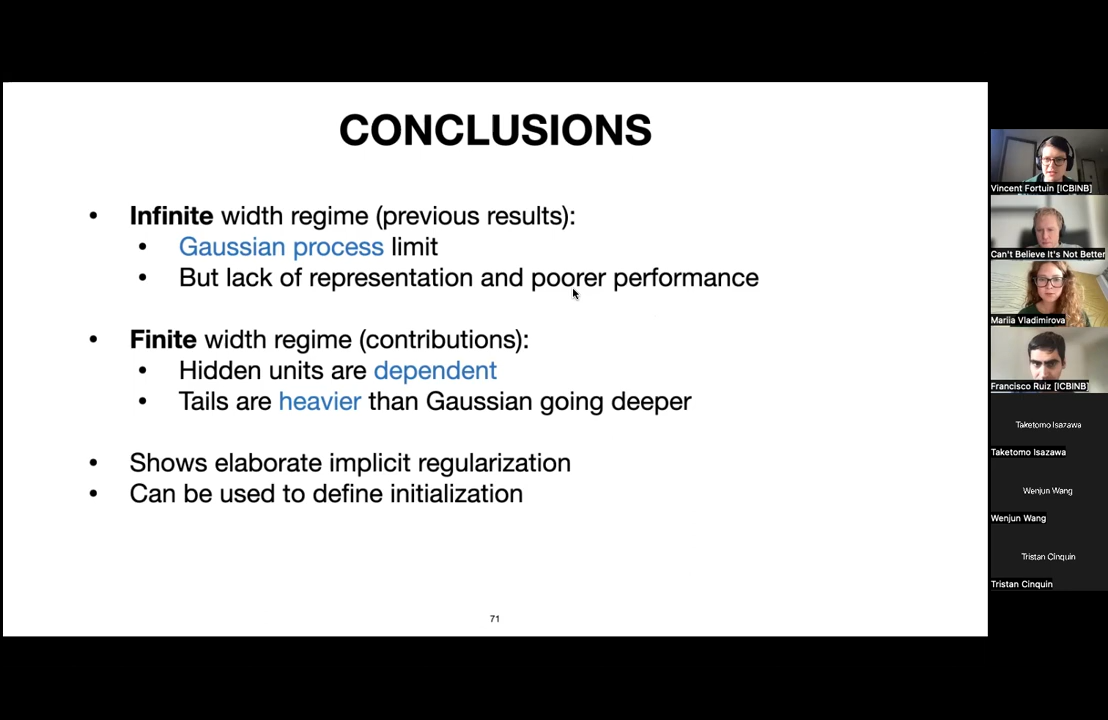 CONCLUSIONS
• Infinite width regime (previous results):
• Gaussian process limit
• But lack of representation and poorer performance
• Finite width regime (contributions):
• Hidden units are dependent
• Tails are heavier than Gaussian going deeper
• Shows elaborate implicit regularization
• Can be used to define initialization
71
Vincent Fortuin [ICBINB]
Can't Believe It's Not Better
Mariia Vladimirova
Francisco Ruiz [ICBINB]
Taketomo Isazawa
Taketomo Isazawa
Wenjun Wang
Wenjun Wang
Tristan Cinquin
Tristan Cinquin